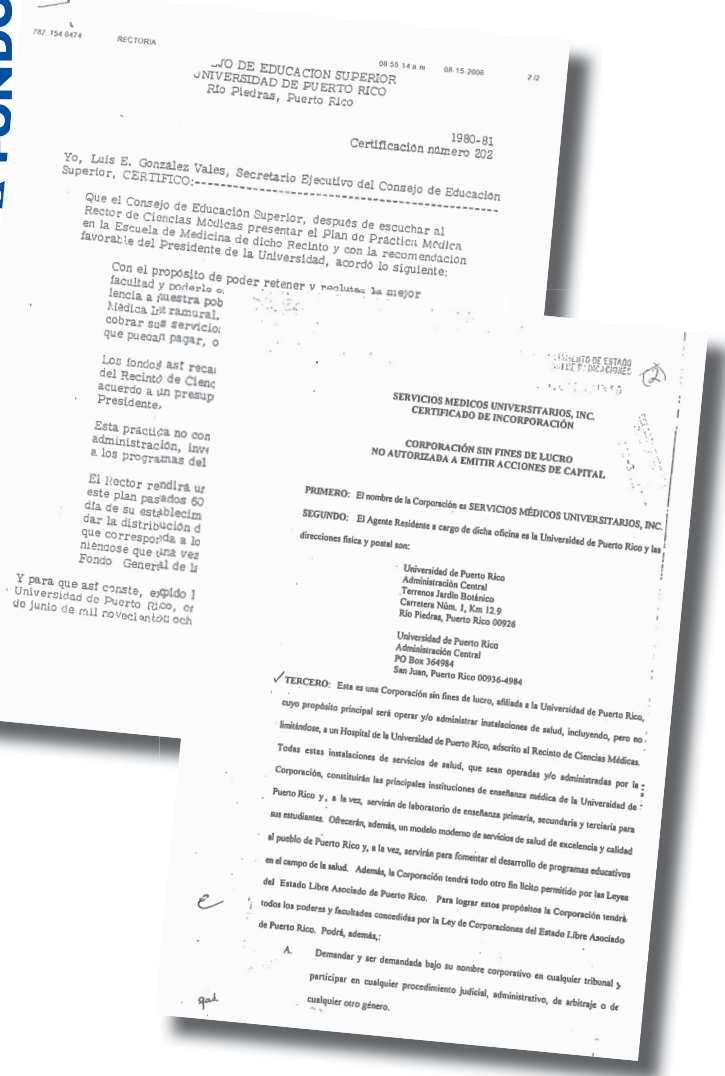 A FONDO
787, 754 0474 RECTORIA 08 55.14 a m 08-15-2006 2/2
JO DE EDUCACION SUPERIOR
UNIVERSIDAD DE PUERTO RICO
Río Piedras, Puerto Rico
1980-81
Certificación número 202
Yo, Luis E. González Vales, Secretario Ejecutivo del Consejo de Educación
Superior, CERTIFICO:
Que el Consejo de Educación Superior, después de escuchar al
Rector de Ciencias Médicas presentar el Plan de Práctica Médica
en la Escuela de Medicina de dicho Recinto y con la recomendación
favorable del Presidente de la Universidad, acordó lo siguiente:
Con el propósito de poder retener y reclutar la mejor
facultad y poderle
lencia a nuestra pob
Médica Intramural.
cobrar sus servicio
que puedan pagar, o
Los fondos así reca
del Recinto de Cienc
acuerdo a un presup
Presidente.
Esta práctica no con
administración, inve
a los programas del
El Rector rendirá un
este plan pasados 60
día de su establecim
dar la distribución d
que corresponda a lo
niéndose que una vez
Fondo General de la
Y para que así conste, expido l
Universidad de Puerto Rico, en
de junio de mil novecientos och
DE ESTADO
2
SERVICIOS MEDICOS UNIVERSITARIOS, INC.
CERTIFICADO DE INCORPORACIÓN
CORPORACIÓN SIN FINES DE LUCRO
NO AUTORIZADA A EMITIR ACCIONES DE CAPITAL
PRIMERO: El nombre de la Corporación es SERVICIOS MÉDICOS UNIVERSITARIOS, INC.
SEGUNDO: El Agente Residente a cargo de dicha oficina es la Universidad de Puerto Rico y las
direcciones física y postal son:
Universidad de Puerto Rico
Administración Central
Terrenos Jardín Botánico
Carretera Núm. 1, Km 12.9
Río Piedras, Puerto Rico 00926
Universidad de Puerto Rico
Administración Central
PO Box 364984
San Juan, Puerto Rico 00936-4984
TERCERO: Esta es una Corporación sin fines de lucro, afiliada a la Universidad de Puerto Rico,
cuyo propósito principal será operar y/o administrar instalaciones de salud, incluyendo, pero no
limitándose, a un Hospital de la Universidad de Puerto Rico, adscrito al Recinto de Ciencias Médicas.
Todas estas instalaciones de servicios de salud, que sean operadas y/o administradas por la
Corporación, constituirán las principales instituciones de enseñanza médica de la Universidad de
Puerto Rico y, a la vez, servirán de laboratorio de enseñanza primaria, secundaria y terciaria para
sus estudiantes. Ofrecerán, además, un modelo moderno de servicios de salud de excelencia y calidad
al pueblo de Puerto Rico y, a la vez, servirán para fomentar el desarrollo de programas educativos
en el campo de la salud. Además, la Corporación tendrá todo otro fin lícito permitido por las Leyes
del Estado Libre Asociado de Puerto Rico. Para lograr estos propósitos la Corporación tendrá
todos los poderes y facultades concedidas por la Ley de Corporaciones del Estado Libre Asociado
de Puerto Rico. Podrá, además,:
A. Demandar y ser demandada bajo su nombre corporativo en cualquier tribunal y
participar en cualquier procedimiento judicial, administrativo, de arbitraje o de
cualquier otro género.